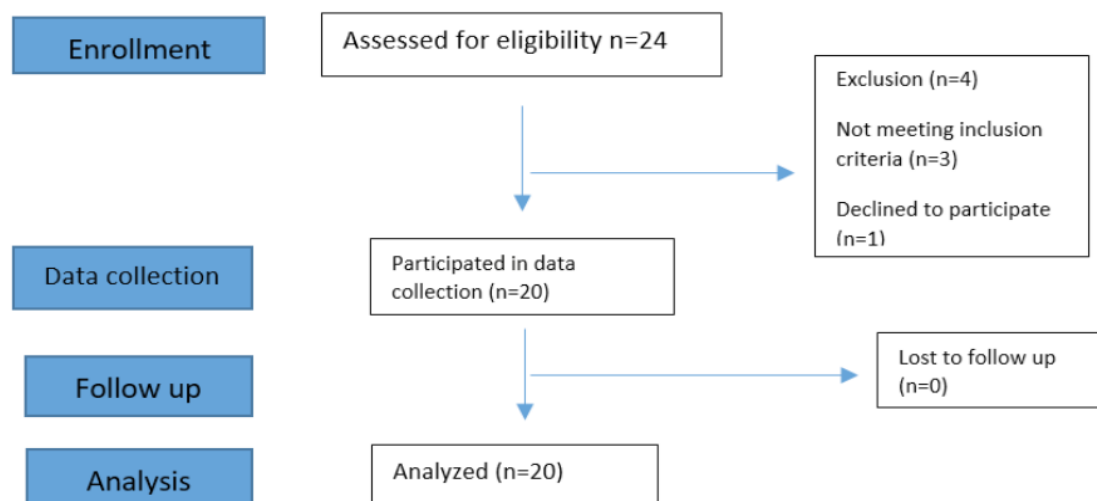 Enrollment
Assessed for eligibility n=24
Exclusion (n=4)
Not meeting inclusion
criteria (n=3)
Declined to participate
(n=1)
Data collection
Participated in data
collection (n=20)
Follow up
Lost to follow up
(n=0)
Analysis
Analyzed (n=20)